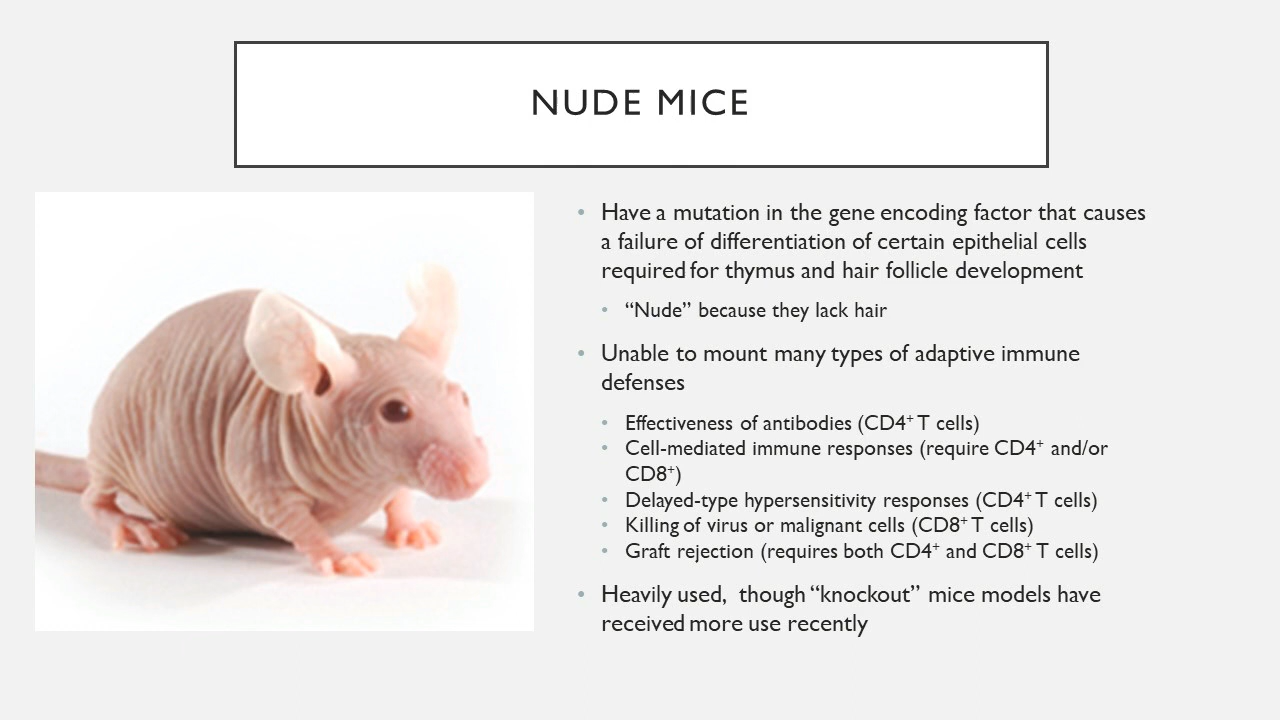 NUDE MICE
• Have a mutation in the gene encoding factor that causes
a failure of differentiation of certain epithelial cells
required for thymus and hair follicle development
• “Nude” because they lack hair
• Unable to mount many types of adaptive immune
defenses
• Effectiveness of antibodies (CD4⁺ T cells)
• Cell-mediated immune responses (require CD4⁺ and/or
CD8⁺)
• Delayed-type hypersensitivity responses (CD4⁺ T cells)
• Killing of virus or malignant cells (CD8⁺ T cells)
• Graft rejection (requires both CD4⁺ and CD8⁺ T cells)
• Heavily used,  though “knockout” mice models have
received more use recently